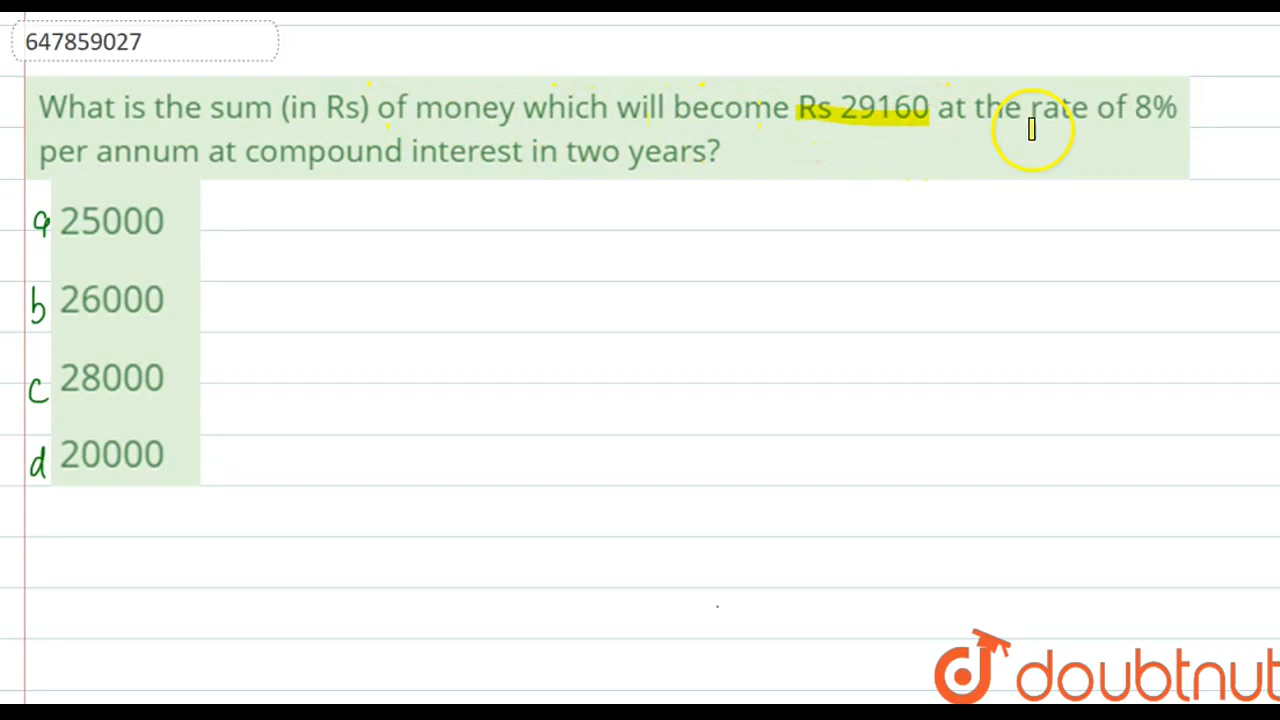 647859027
What is the sum (in Rs) of money which will become Rs 29160 at the rate of 8%
per annum at compound interest in two years?
a 25000
b 26000
c 28000
d 20000
doubtnut